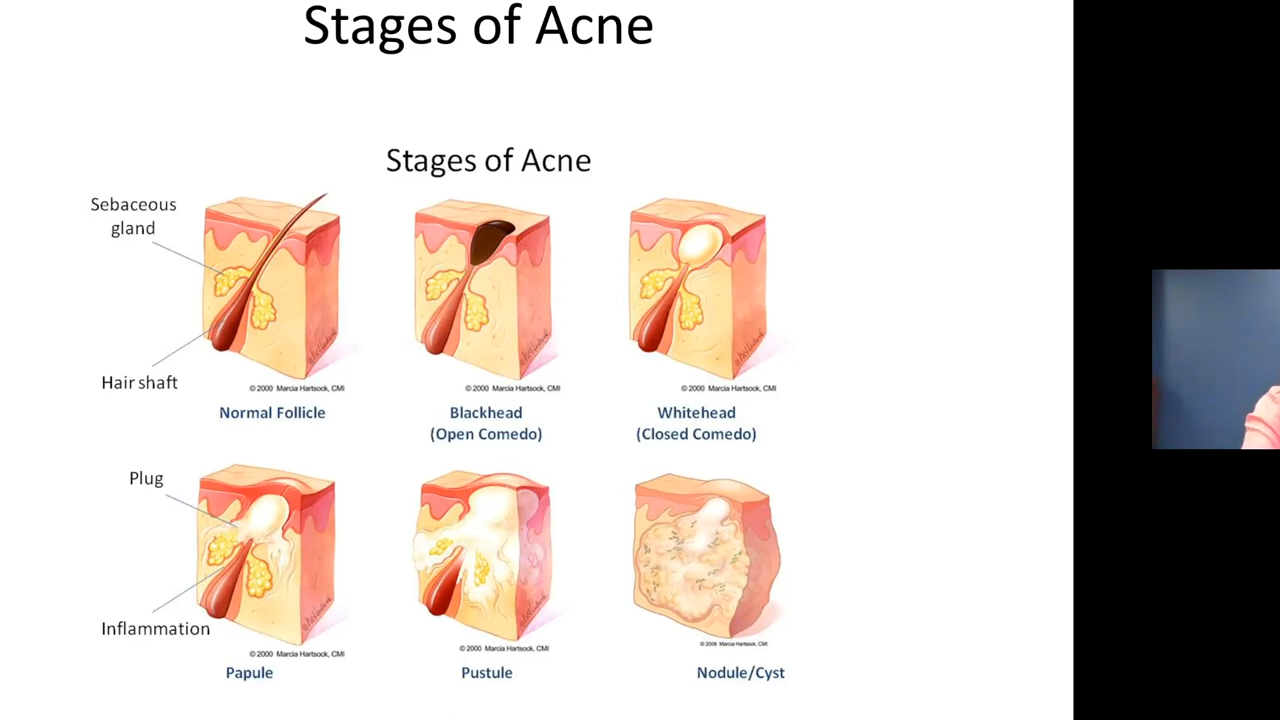 Stages of Acne
Stages of Acne
Sebaceous
gland
Hair shaft
© 2000 Marcia Hartsock, CMI
© 2000 Marcia Hartsock, CMI
© 2000 Marcia Hartsock, CMI
Normal Follicle
Blackhead
(Open Comedo)
Whitehead
(Closed Comedo)
Plug
Inflammation
© 2000 Marcia Hartsock, CMI
© 2000 Marcia Hartsock, CMI
© 2008 Marcia Hartsock, CMI
Papule
Pustule
Nodule/Cyst